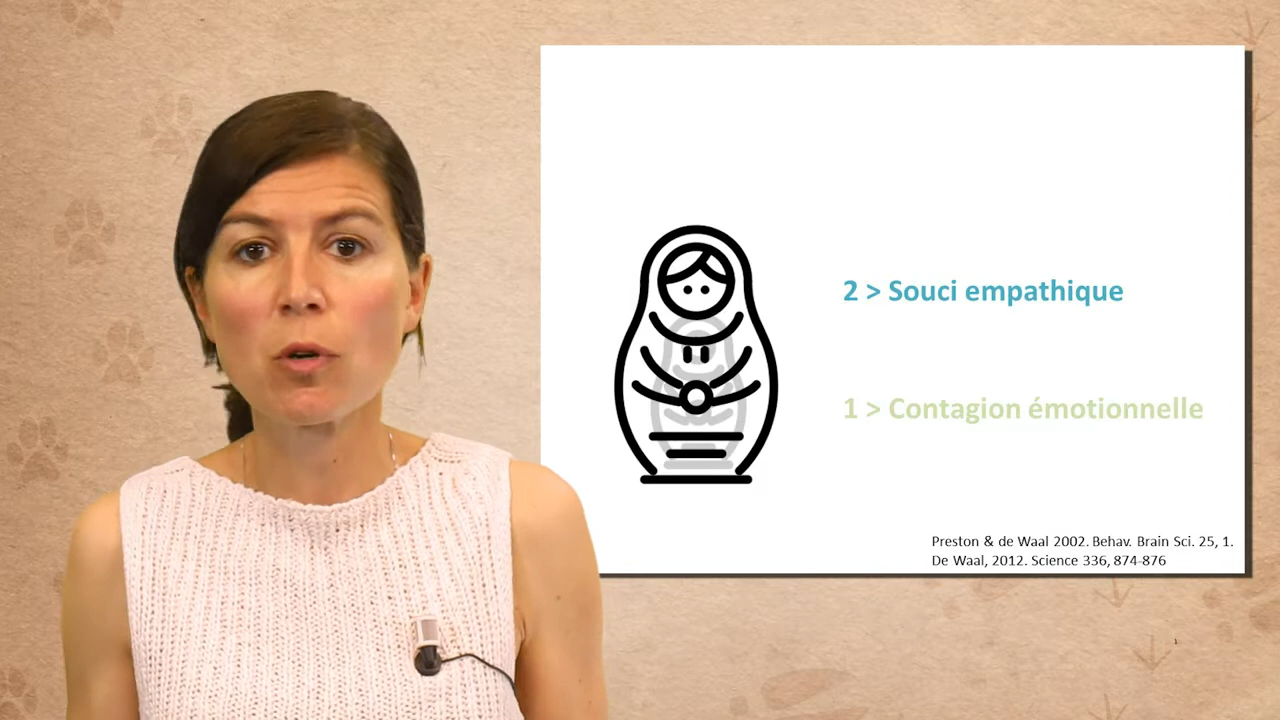 2 > Souci empathique
1 > Contagion émotionnelle
Preston & de Waal 2002. Behav. Brain Sci. 25, 1.
De Waal, 2012. Science 336, 874-876
1